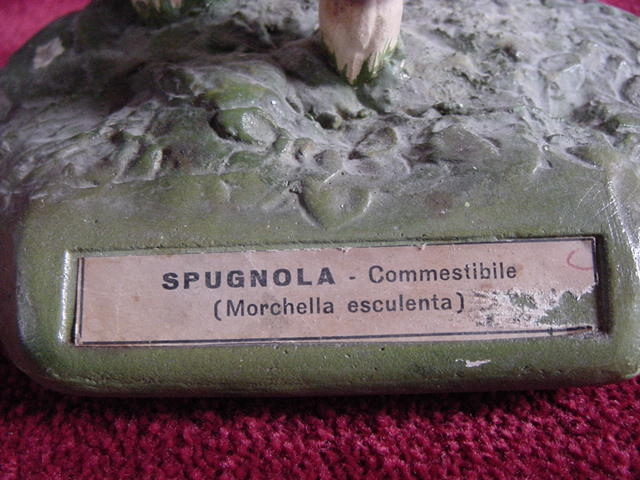 SPUGNOLA - Commestibile
(Morchella esculenta)